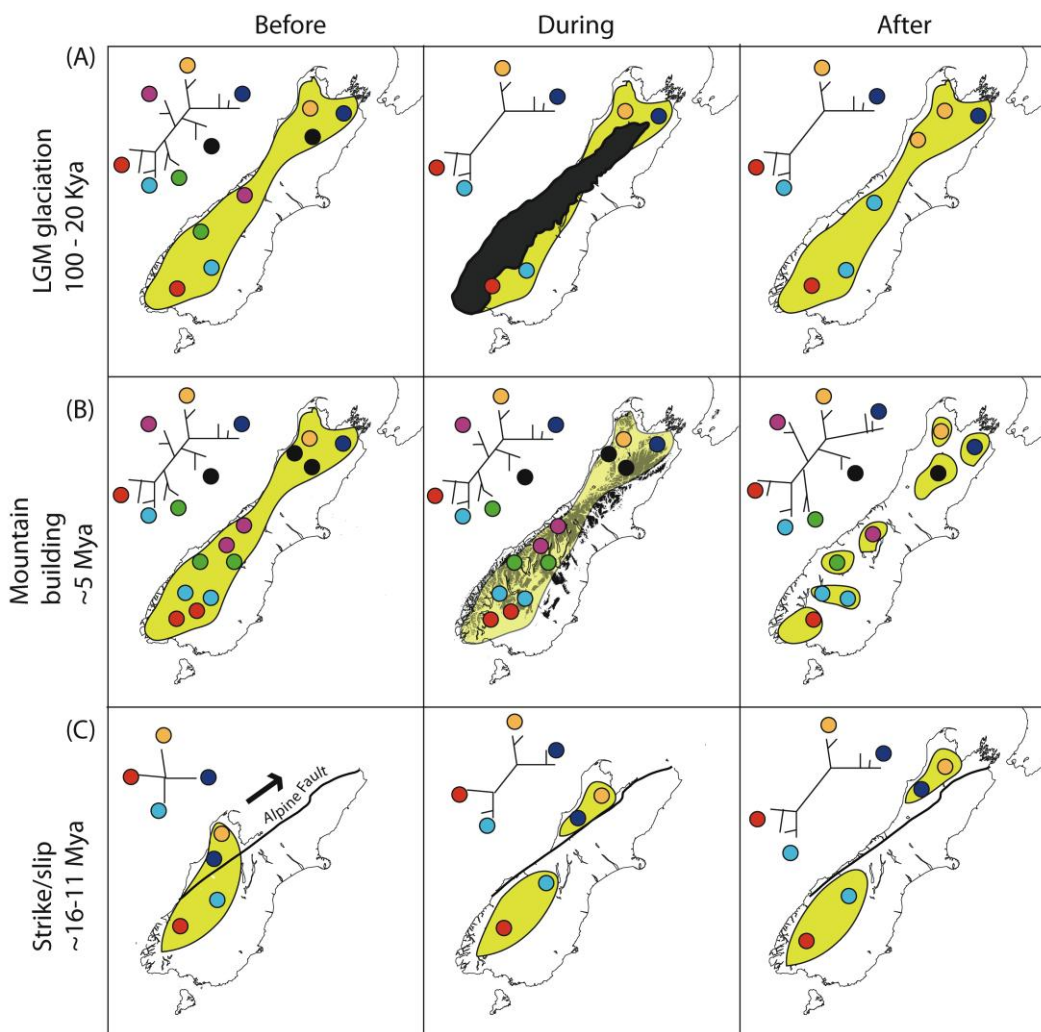 Before
During
After
(A)
LGM glaciation
100 - 20 Kya
(B)
Mountain
building
~5 Mya
(C)
Alpine Fault
Strike/slip
~16-11 Mya